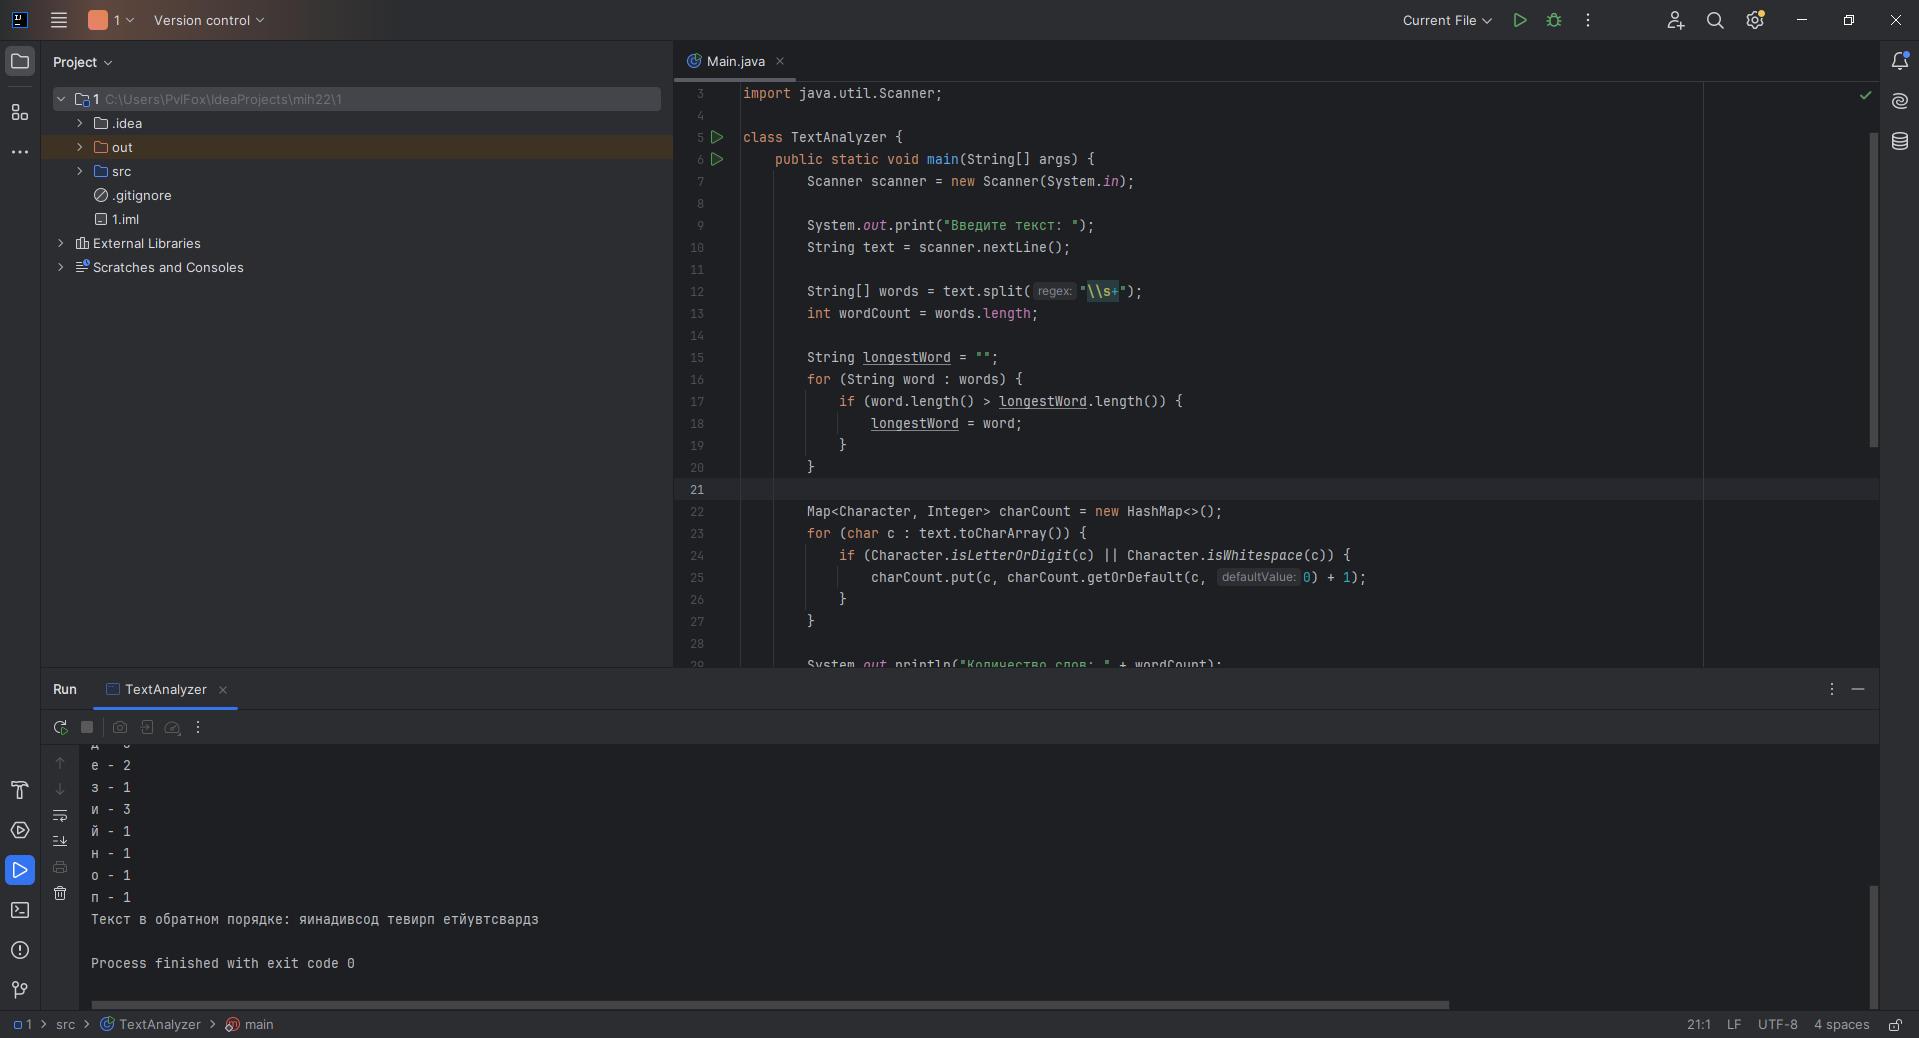 1
Version control
Current File
Project
Main.java
1 C:\Users\PvlFox\IdeaProjects\mih22\1
.idea
out
src
.gitignore
1.iml
External Libraries
Scratches and Consoles
3 import java.util.Scanner;
4
5 class TextAnalyzer {
6 public static void main(String[] args) {
7 Scanner scanner = new Scanner(System.in);
8
9 System.out.print("Введите текст: ");
10 String text = scanner.nextLine();
11
12 String[] words = text.split( regex: "\\s+");
13 int wordCount = words.length;
14
15 String longestWord = "";
16 for (String word : words) {
17 if (word.length() > longestWord.length()) {
18 longestWord = word;
19 }
20 }
21
22 Map<Character, Integer> charCount = new HashMap<>();
23 for (char c : text.toCharArray()) {
24 if (Character.isLetterOrDigit(c) || Character.isWhitespace(c)) {
25 charCount.put(c, charCount.getOrDefault(c, defaultValue: 0) + 1);
26 }
27 }
28
29 System.out.println("Количество слов: " + wordCount);
Run
TextAnalyzer
е - 2
з - 1
и - 3
й - 1
н - 1
о - 1
п - 1
Текст в обратном порядке: яинадивсод тевирп етйувтсвардз
Process finished with exit code 0
1 > src > TextAnalyzer > main
21:1 LF UTF-8 4 spaces